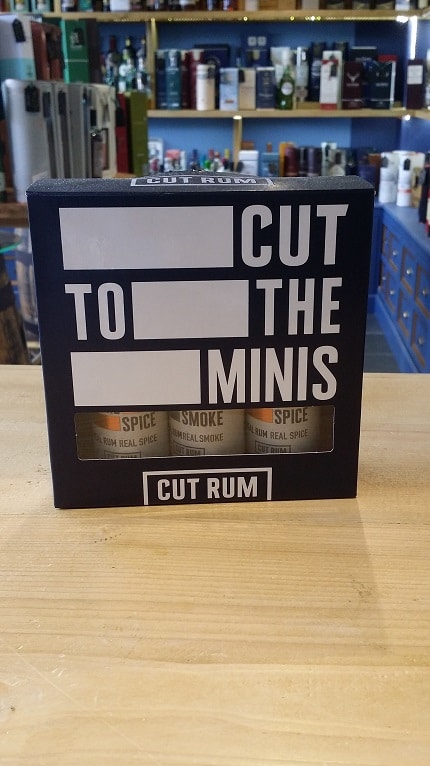 CUT RUM
CUT
TO THE
MINIS
SPICE SMOKE SPICE
RUM REAL SPICE RUM REAL SMOKE RUM REAL SPICE
CUT RUM